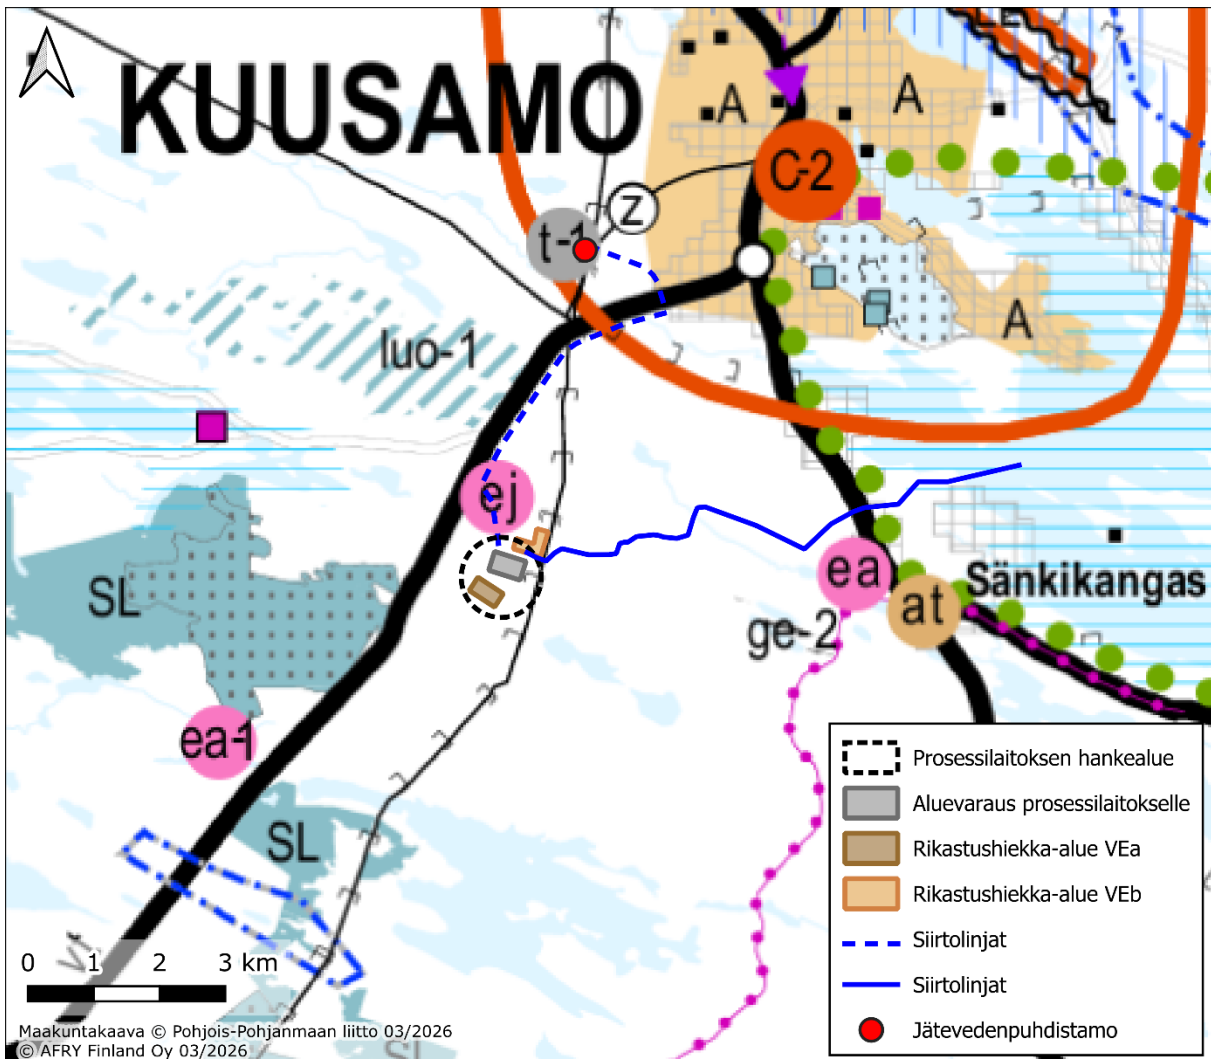 KUUSAMO
A
A
C-2
Z
t-1
luo-1
A
ej
SL
ea
at
Sänkikangas
ge-2
ea-1
SL
Vt
0 1 2 3 km
Prosessilaitoksen hankealue
Aluevaraus prosessilaitokselle
Rikastushiekka-alue VEa
Rikastushiekka-alue VEb
Siirtolinjat
Siirtolinjat
Jätevedenpuhdistamo
Maakuntakaava © Pohjois-Pohjanmaan liitto 03/2026
© AFRY Finland Oy 03/2026
SL